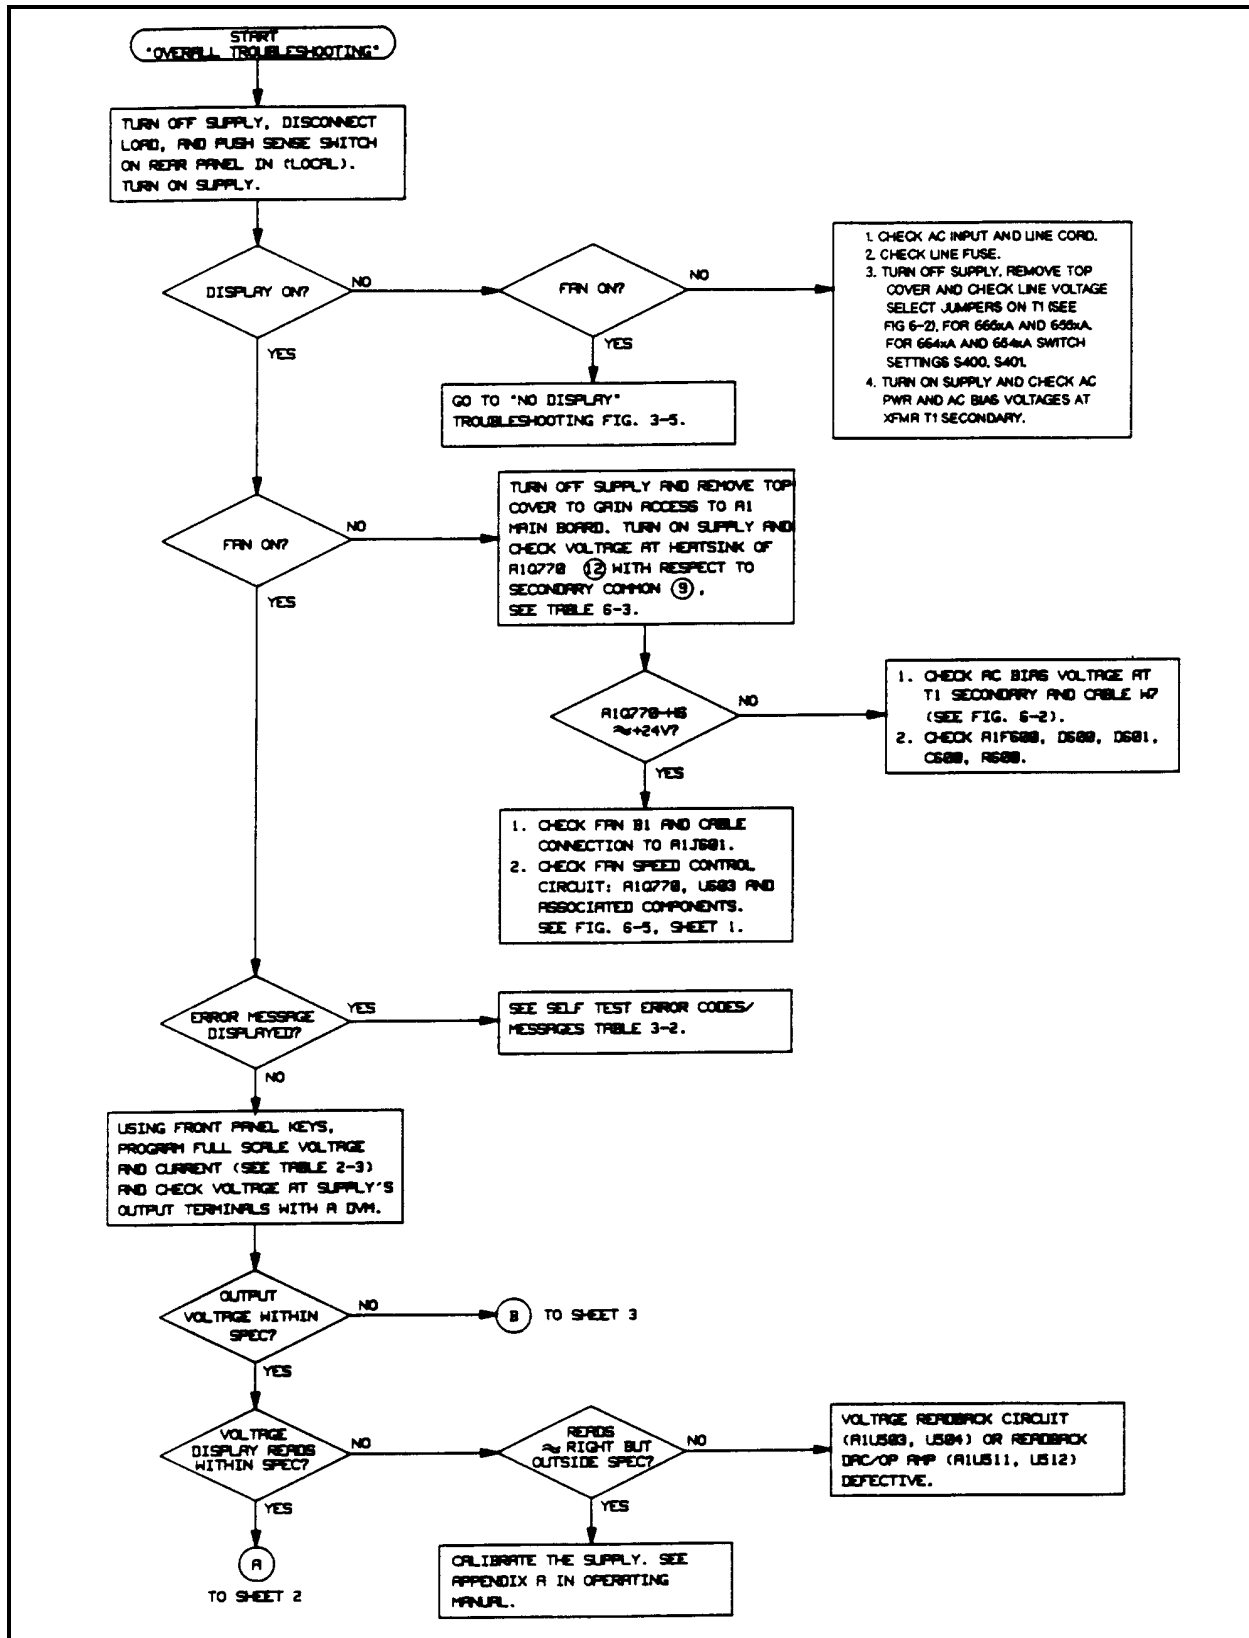 START
"OVERALL TROUBLESHOOTING"
TURN OFF SUPPLY, DISCONNECT
LOAD, AND PUSH SENSE SWITCH
ON REAR PANEL IN (LOCAL).
TURN ON SUPPLY.
DISPLAY ON?
NO
YES
FAN ON?
NO
YES
1. CHECK AC INPUT AND LINE CORD.
2. CHECK LINE FUSE.
3. TURN OFF SUPPLY, REMOVE TOP
COVER AND CHECK LINE VOLTAGE
SELECT JUMPERS ON T1 (SEE
FIG 6-2), FOR 665xA AND 655xA.
FOR 664xA AND 654xA SWITCH
SETTINGS S400, S401.
4. TURN ON SUPPLY AND CHECK AC
PWR AND AC BIAS VOLTAGES AT
XFMR T1 SECONDARY.
GO TO "NO DISPLAY"
TROUBLESHOOTING FIG. 3-5.
FAN ON?
NO
YES
TURN OFF SUPPLY AND REMOVE TOP
COVER TO GAIN ACCESS TO A1
MAIN BOARD. TURN ON SUPPLY AND
CHECK VOLTAGE AT HEATSINK OF
A1Q770 12 WITH RESPECT TO
SECONDARY COMMON 9,
SEE TABLE 6-3.
A1Q770-HS
≈+24V?
NO
YES
1. CHECK AC BIAS VOLTAGE AT
T1 SECONDARY AND CABLE W7
(SEE FIG. 6-2).
2. CHECK A1F600, D600, D601,
C600, R600.
1. CHECK FAN B1 AND CABLE
CONNECTION TO A1J601.
2. CHECK FAN SPEED CONTROL
CIRCUIT: A1Q770, U603 AND
ASSOCIATED COMPONENTS.
SEE FIG. 6-5, SHEET 1.
ERROR MESSAGE
DISPLAYED?
YES
NO
SEE SELF TEST ERROR CODES/
MESSAGES TABLE 3-2.
USING FRONT PANEL KEYS,
PROGRAM FULL SCALE VOLTAGE
AND CURRENT (SEE TABLE 2-3)
AND CHECK VOLTAGE AT SUPPLY'S
OUTPUT TERMINALS WITH A DVM.
OUTPUT
VOLTAGE WITHIN
SPEC?
NO
YES
B TO SHEET 3
VOLTAGE
DISPLAY READS
WITHIN SPEC?
NO
YES
READS
≈ RIGHT BUT
OUTSIDE SPEC?
NO
YES
VOLTAGE READBACK CIRCUIT
(A1U503, U504) OR READBACK
DAC/OP AMP (A1U511, U512)
DEFECTIVE.
CALIBRATE THE SUPPLY. SEE
APPENDIX A IN OPERATING
MANUAL.
A
TO SHEET 2